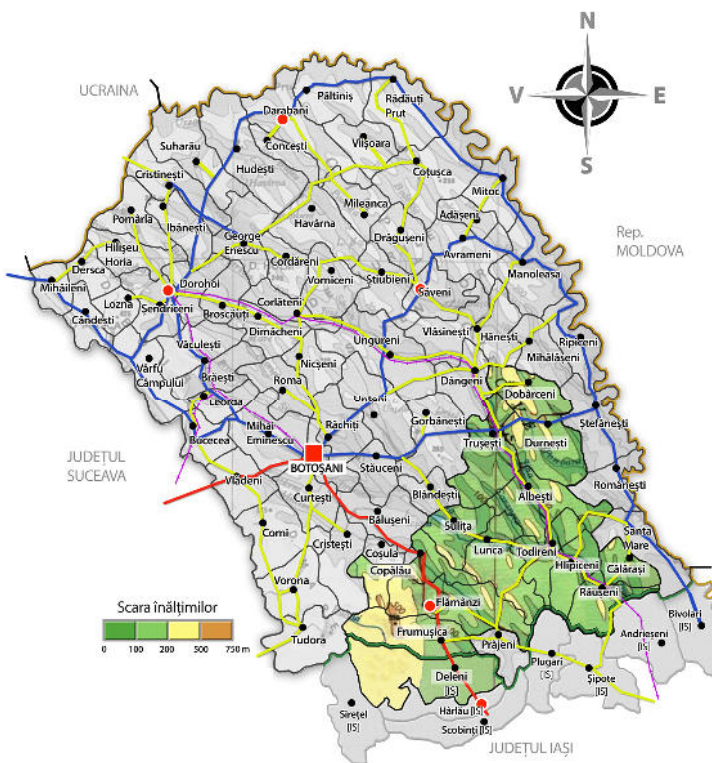 N
V
E
S
UCRAINA
Păltiniș
Rădăuți
Prut
Darabani
Concești
Viișoara
Suharău
Hudești
Coțușca
Cristinești
Mitoc
Mileanca
Adășeni
Havârna
Pomârla
Ibănești
George
Enescu
Drăgușeni
Rep.
MOLDOVA
Hilișeu
Horia
Avrameni
Cordăreni
Dersca
Manoleasa
Vorniceni
Știubieni
Mihăileni
Dorohoi
Săveni
Lozna
Șendriceni
Corlăteni
Broscăuți
Cândești
Dimăcheni
Vlăsinești
Hănești
Ripiceni
Văculești
Ungureni
Mihălășeni
Vârfu
Câmpului
Nicșeni
Brăești
Dângeni
Roma
Dobârceni
Leorda
Gorbănești
Ștefănești
Mihai
Eminescu
Răchiți
Bucecea
Trușești
Durnești
JUDEȚUL
SUCEAVA
BOTOȘANI
Stăuceni
Românești
Vlădeni
Curtești
Blândești
Albești
Bălușeni
Sulița
Corni
Cristești
Santa
Mare
Coșula
Lunca
Todireni
Copălău
Hlipiceni
Călărași
Vorona
Răuseni
Scara înălțimilor
Flămânzi
Bivolari
[IS]
0 100 200 500 750 m
Tudora
Frumușica
Prăjeni
Andrieșeni
[IS]
Plugari
[IS]
Deleni
[IS]
Șipote
[IS]
Sirețel
[IS]
Hârlău [IS]
Scobinți [IS]
JUDEȚUL IAȘI